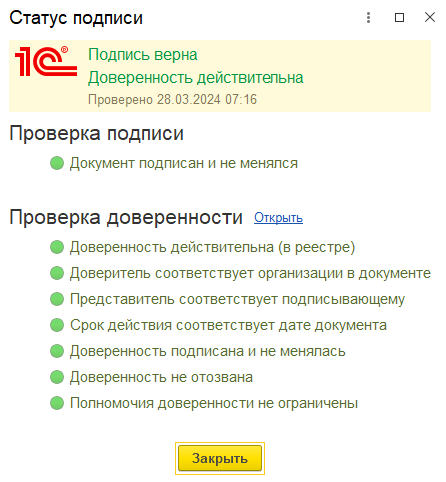 Статус подписи
1С
Подпись верна
Доверенность действительна
Проверено 28.03.2024 07:16
Проверка подписи
Документ подписан и не менялся
Проверка доверенности Открыть
Доверенность действительна (в реестре)
Доверитель соответствует организации в документе
Представитель соответствует подписывающему
Срок действия соответствует дате документа
Доверенность подписана и не менялась
Доверенность не отозвана
Полномочия доверенности не ограничены
Закрыть